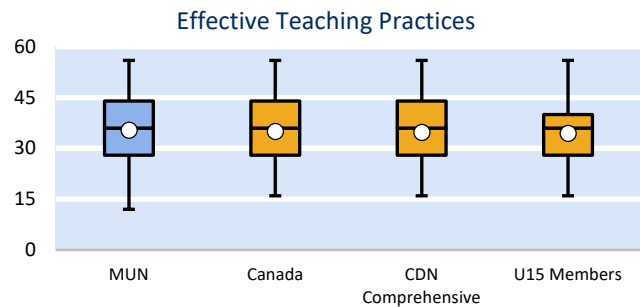 Effective Teaching Practices
60
45
30
15
0
MUN
Canada
CDN
Comprehensive
U15 Members